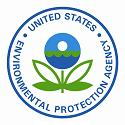 UNITED STATES
• ENVIRONMENTAL PROTECTION AGENCY •